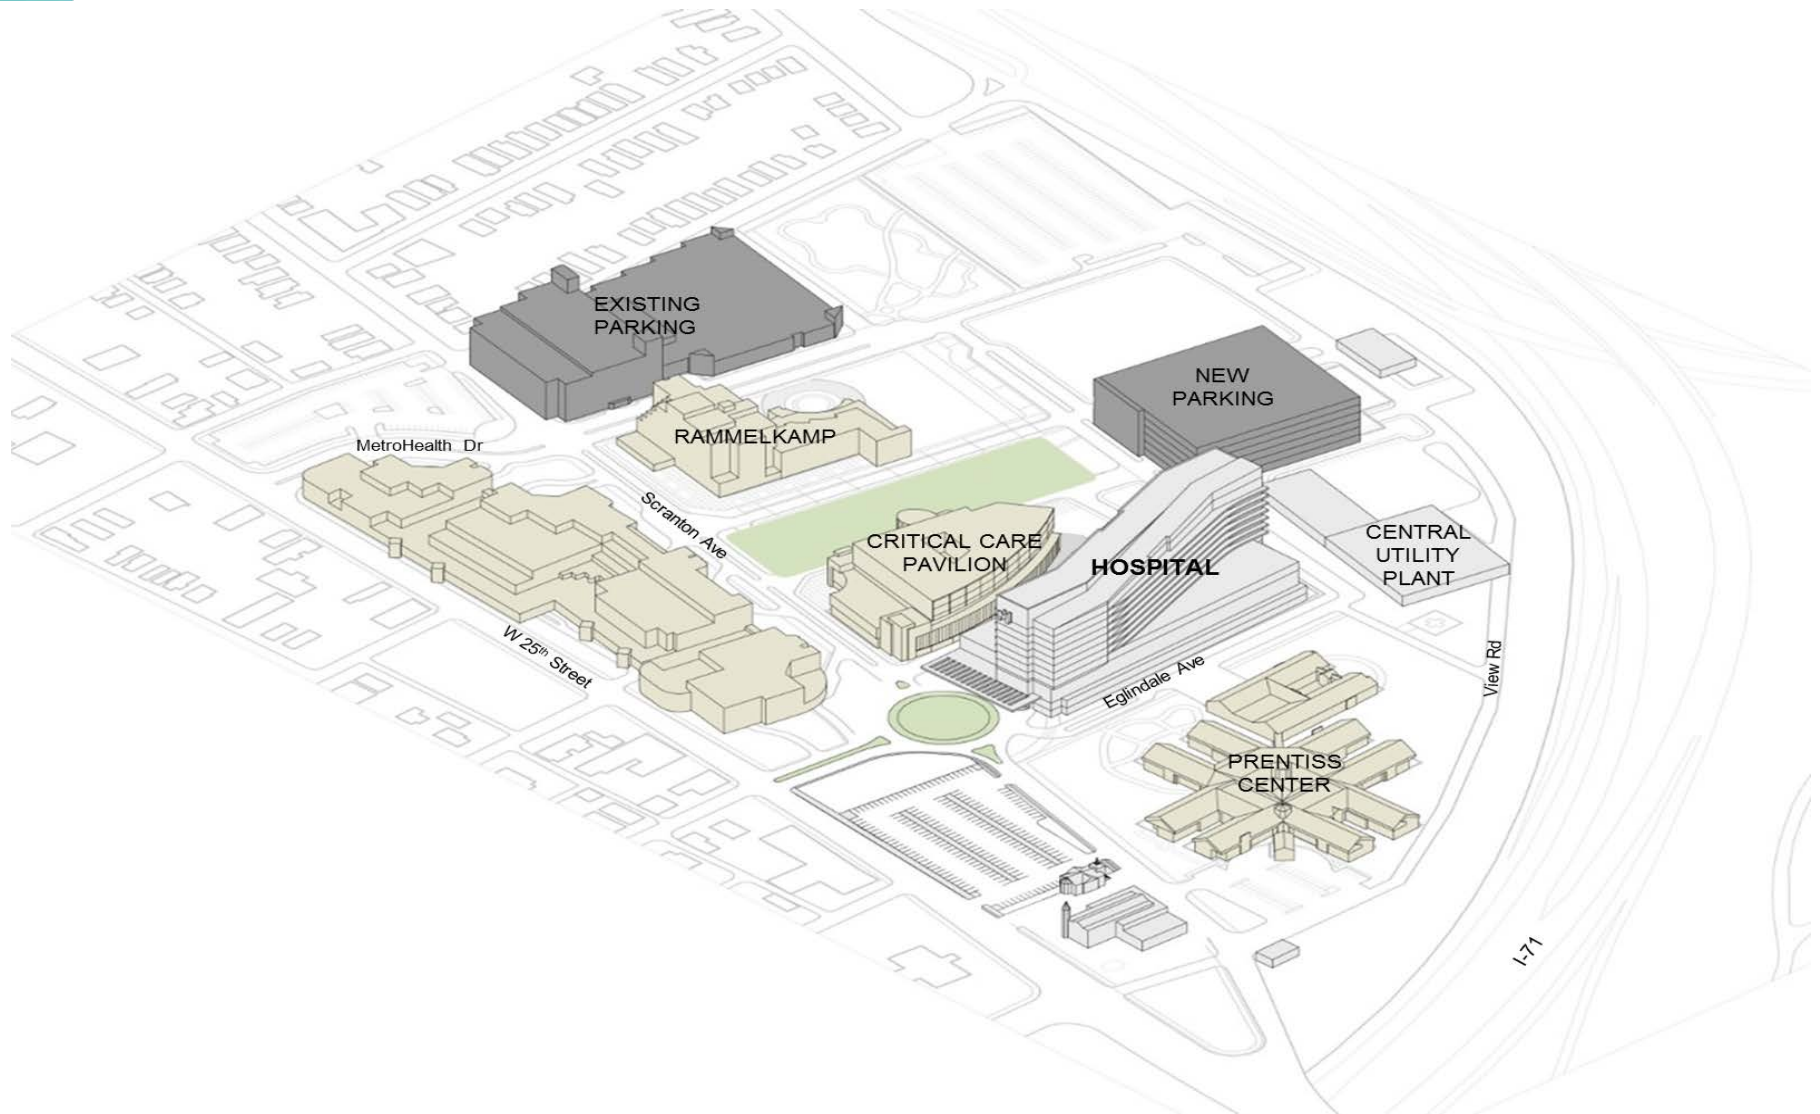 EXISTING
PARKING
NEW
PARKING
RAMMELKAMP
MetroHealth Dr
Scranton Ave
CRITICAL CARE
PAVILION
HOSPITAL
CENTRAL
UTILITY
PLANT
W 25th Street
Eglindale Ave
View Rd
PRENTISS
CENTER
I-71